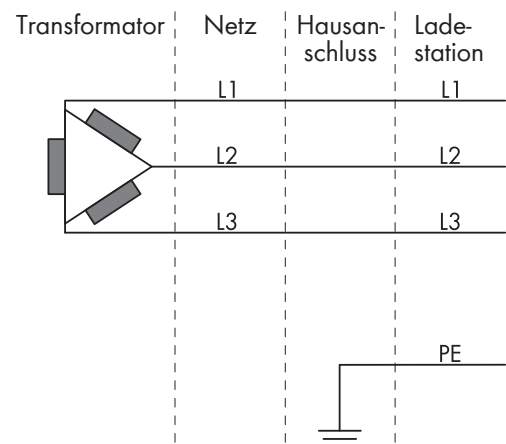 Transformator
Netz
Hausan-
schluss
Lade-
station
L1
L1
L2
L2
L3
L3
PE